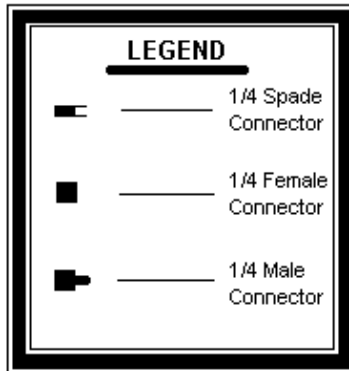 LEGEND
1/4 Spade
Connector
1/4 Female
Connector
1/4 Male
Connector